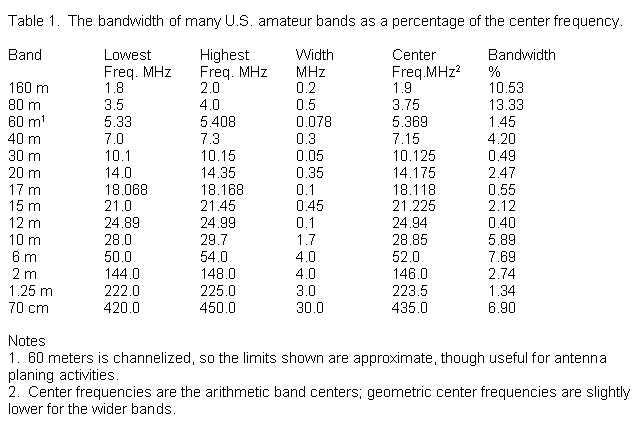 Table 1. The bandwidth of many U.S. amateur bands as a percentage of the center frequency.
Band Lowest Highest Width Center Bandwidth
Freq. MHz Freq. MHz MHz Freq.MHz² %
160 m 1.8 2.0 0.2 1.9 10.53
80 m 3.5 4.0 0.5 3.75 13.33
60 m¹ 5.33 5.408 0.078 5.369 1.45
40 m 7.0 7.3 0.3 7.15 4.20
30 m 10.1 10.15 0.05 10.125 0.49
20 m 14.0 14.35 0.35 14.175 2.47
17 m 18.068 18.168 0.1 18.118 0.55
15 m 21.0 21.45 0.45 21.225 2.12
12 m 24.89 24.99 0.1 24.94 0.40
10 m 28.0 29.7 1.7 28.85 5.89
6 m 50.0 54.0 4.0 52.0 7.69
2 m 144.0 148.0 4.0 146.0 2.74
1.25 m 222.0 225.0 3.0 223.5 1.34
70 cm 420.0 450.0 30.0 435.0 6.90
Notes
1. 60 meters is channelized, so the limits shown are approximate, though useful for antenna
planing activities.
2. Center frequencies are the arithmetic band centers; geometric center frequencies are slightly
lower for the wider bands.